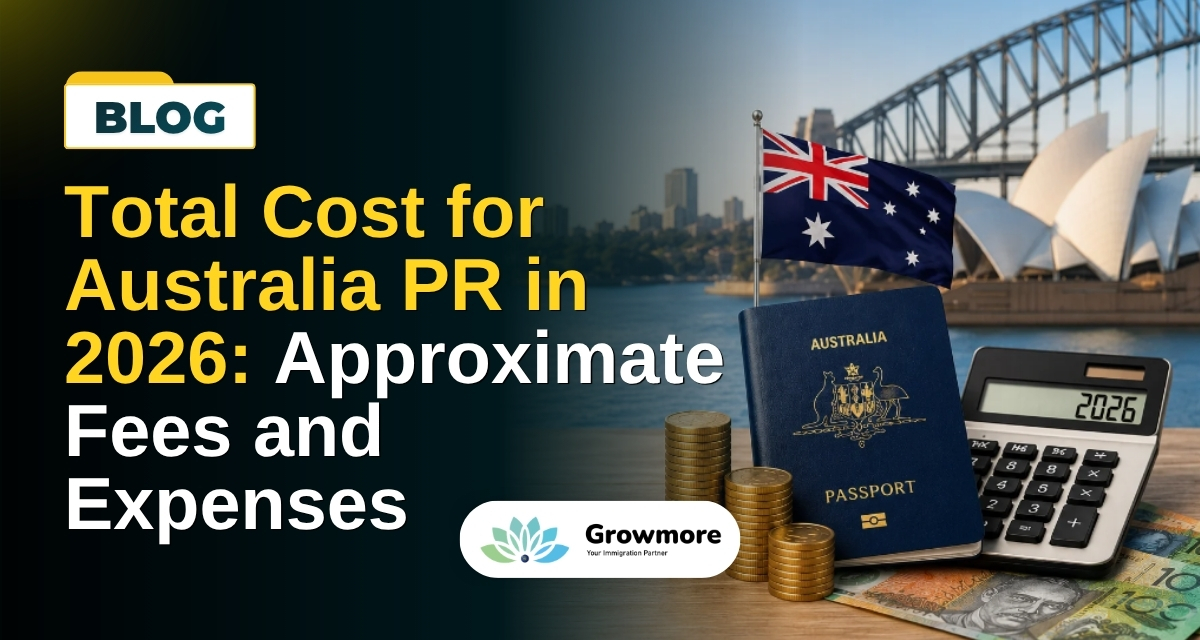 BLOG
Total Cost for
Australia PR in
2026: Approximate
Fees and
Expenses
Growmore
Your Immigration Partner
AUSTRALIA
PASSPORT
2026
100